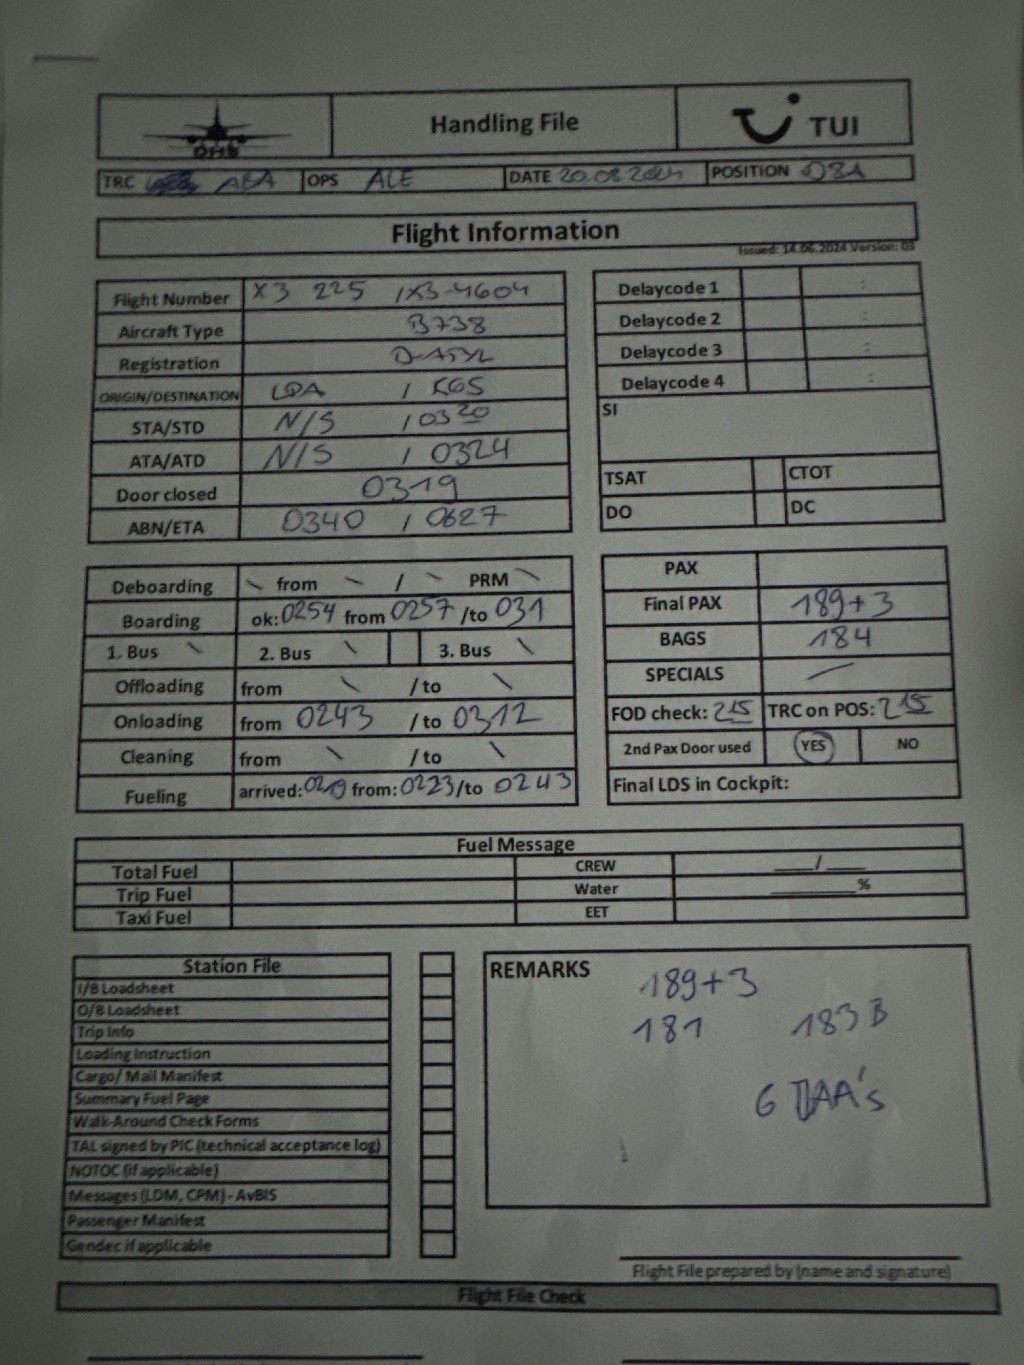 OHS
Handling File
TUI
TRC ABA OPS ALE DATE 20.08.2024 POSITION 08A
Flight Information
Issued: 14.06.2024 Version: 03
Flight Number X3 225 / X3-4604
Aircraft Type B738
Registration
ORIGIN/DESTINATION / KGS
STA/STD N/S / 0320
ATA/ATD N/S / 0324
Door closed 0319
ABN/ETA 0340 / 0627
Delaycode 1 :
Delaycode 2 :
Delaycode 3 :
Delaycode 4 :
SI
TSAT CTOT
DO DC
Deboarding \ from \ / \ PRM \
Boarding ok: 0254 from 0257 /to 031
1. Bus \ 2. Bus \ 3. Bus \
Offloading from \ / to \
Onloading from 0243 / to 0312
Cleaning from \ / to \
Fueling arrived: 0219 from: 0223 /to 0243
PAX
Final PAX 189+3
BAGS 184
SPECIALS —
FOD check: 215 TRC on POS: 215
2nd Pax Door used YES NO
Final LDS in Cockpit:
Fuel Message
Total Fuel CREW ____/____
Trip Fuel Water ________%
Taxi Fuel EET
Station File
I/B Loadsheet
O/B Loadsheet
Trip Info
Loading Instruction
Cargo/ Mail Manifest
Summary Fuel Page
Walk-Around Check Forms
TAL signed by PIC (technical acceptance log)
NOTOC (if applicable)
Messages (LDM, CPM) - AvBIS
Passenger Manifest
Gendec if applicable
REMARKS 189+3
181 183 B
6 DAA's
Flight File prepared by (name and signature)
Flight File Check